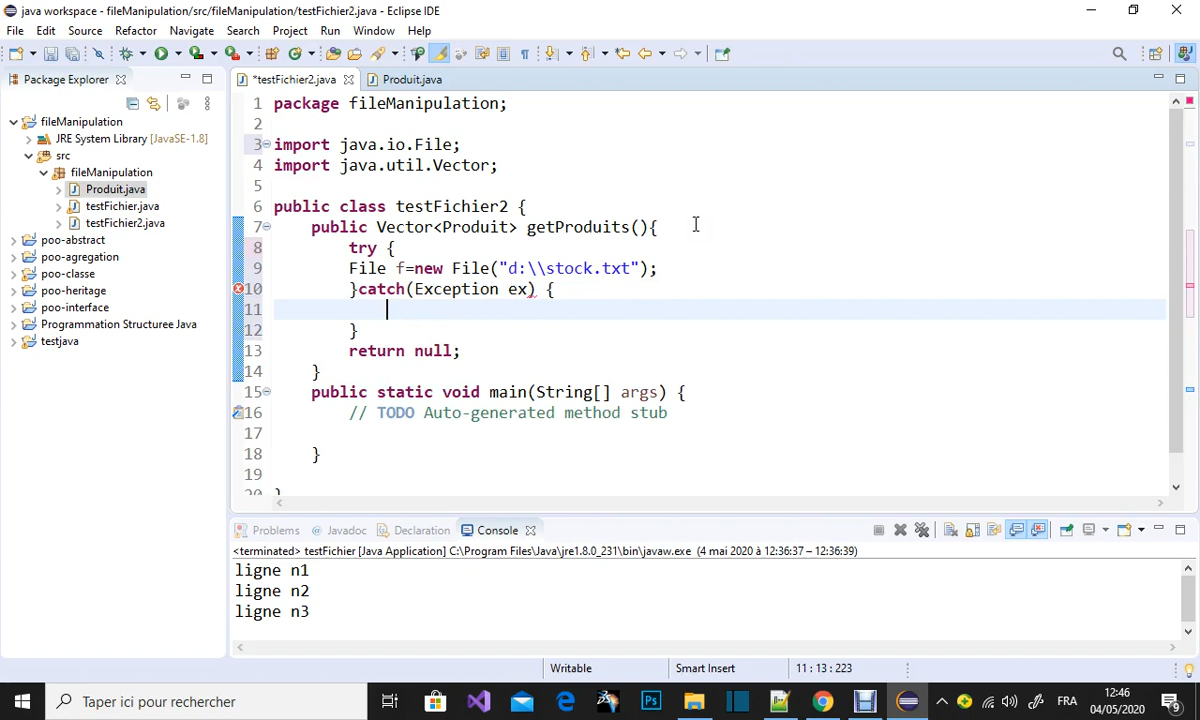 java workspace - fileManipulation/src/fileManipulation/testFichier2.java - Eclipse IDE
File Edit Source Refactor Navigate Search Project Run Window Help
Package Explorer
*testFichier2.java Produit.java
fileManipulation
JRE System Library [JavaSE-1.8]
src
fileManipulation
Produit.java
testFichier.java
testFichier2.java
poo-abstract
poo-agregation
poo-classe
poo-heritage
poo-interface
Programmation Structuree Java
testjava
1 package fileManipulation;
2
3 import java.io.File;
4 import java.util.Vector;
5
6 public class testFichier2 {
7 public Vector<Produit> getProduits(){
8 try {
9 File f=new File("d:\\stock.txt");
10 }catch(Exception ex) {
11
12 }
13 return null;
14 }
15 public static void main(String[] args) {
16 // TODO Auto-generated method stub
17
18 }
19
20 }
Problems @ Javadoc Declaration Console
<terminated> testFichier [Java Application] C:\Program Files\Java\jre1.8.0_231\bin\javaw.exe (4 mai 2020 à 12:36:37 – 12:36:39)
ligne n1
ligne n2
ligne n3
Writable Smart Insert 11 : 13 : 223
Taper ici pour rechercher
Ps
FRA
12:46
04/05/2020
9